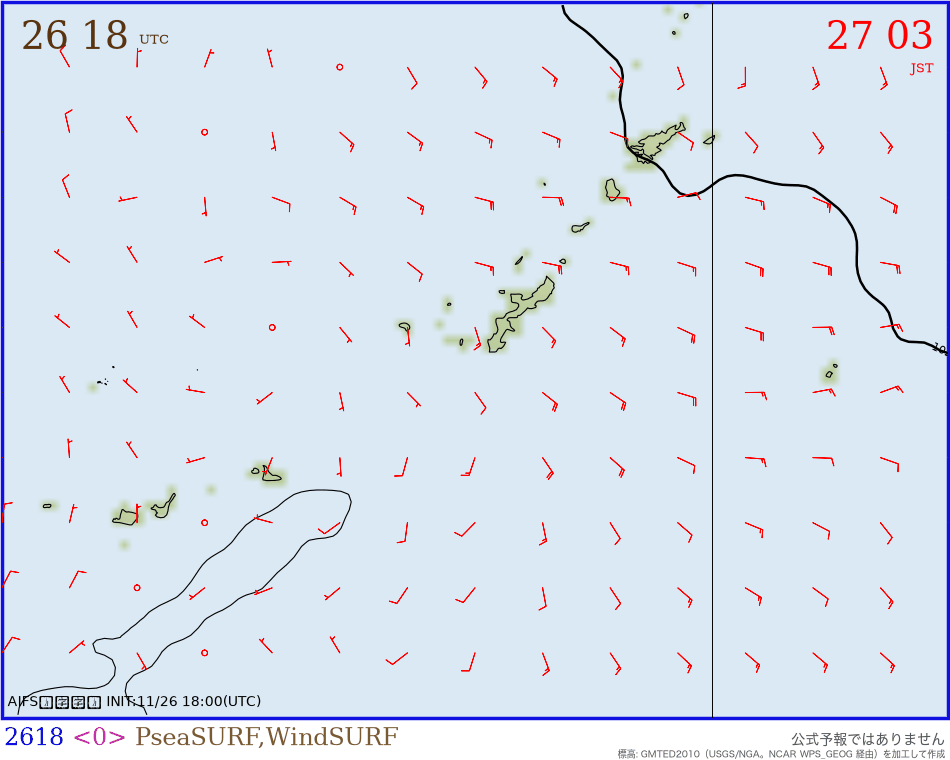 26 18 UTC
27 03
JST
AIFS INIT:11/26 18:00(UTC)
2618 <0> PseaSURF,WindSURF
公式予報ではありません
標高: GMTED2010（USGS/NGA。NCAR WPS_GEOG 経由）を加工して作成